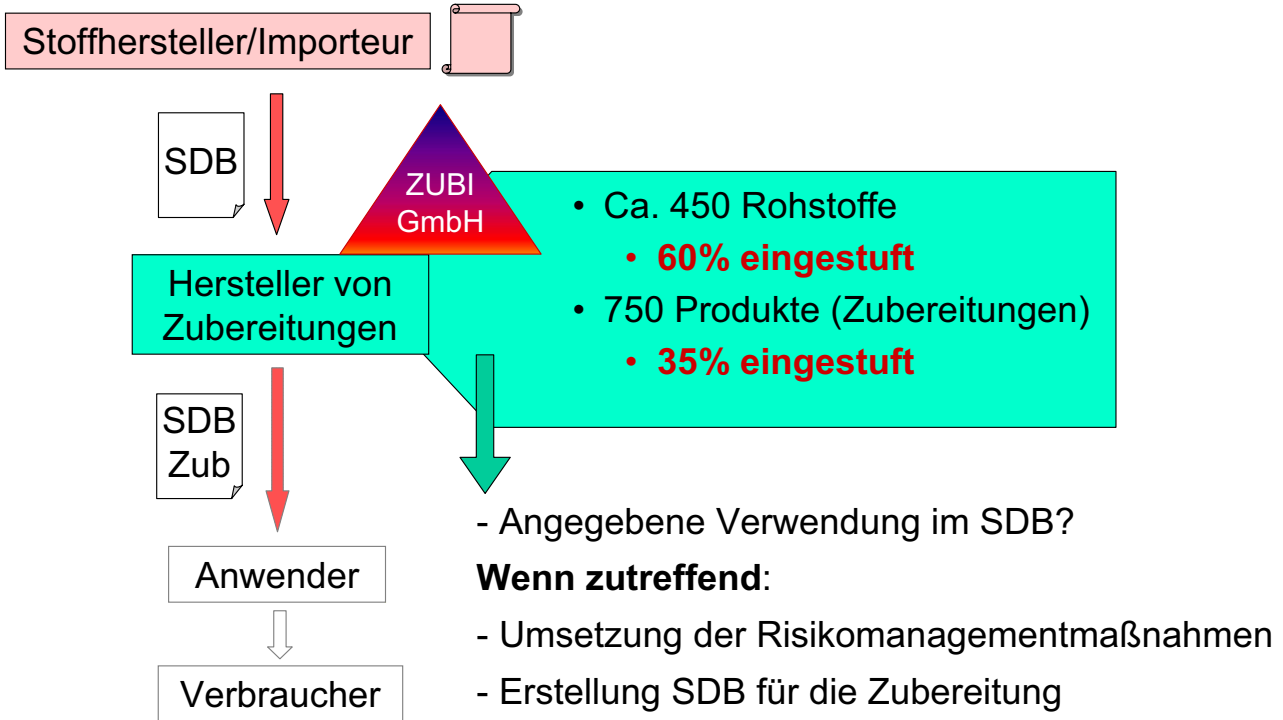 Stoffhersteller/Importeur
SDB
ZUBI
GmbH
• Ca. 450 Rohstoffe
• 60% eingestuft
• 750 Produkte (Zubereitungen)
• 35% eingestuft
Hersteller von
Zubereitungen
SDB
Zub
- Angegebene Verwendung im SDB?
Anwender
Wenn zutreffend:
- Umsetzung der Risikomanagementmaßnahmen
Verbraucher
- Erstellung SDB für die Zubereitung